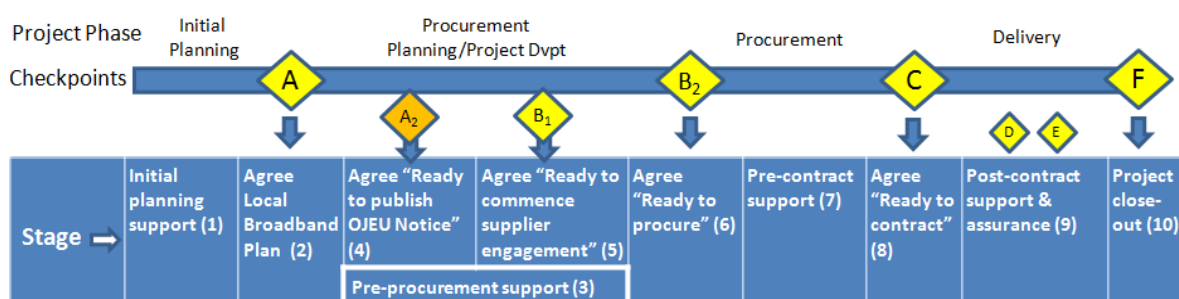 Project Phase
Initial
Planning
Procurement
Planning/Project Dvpt
Procurement
Delivery
Checkpoints
A
B₂
C
F
A₂
B₁
D
E
Stage
Initial
planning
support (1)
Agree
Local
Broadband
Plan (2)
Agree “Ready
to publish
OJEU Notice”
(4)
Agree “Ready to
commence
supplier
engagement” (5)
Agree
“Ready to
procure” (6)
Pre-contract
support (7)
Agree
“Ready to
contract”
(8)
Post-contract
support &
assurance (9)
Project
close-
out (10)
Pre-procurement support (3)